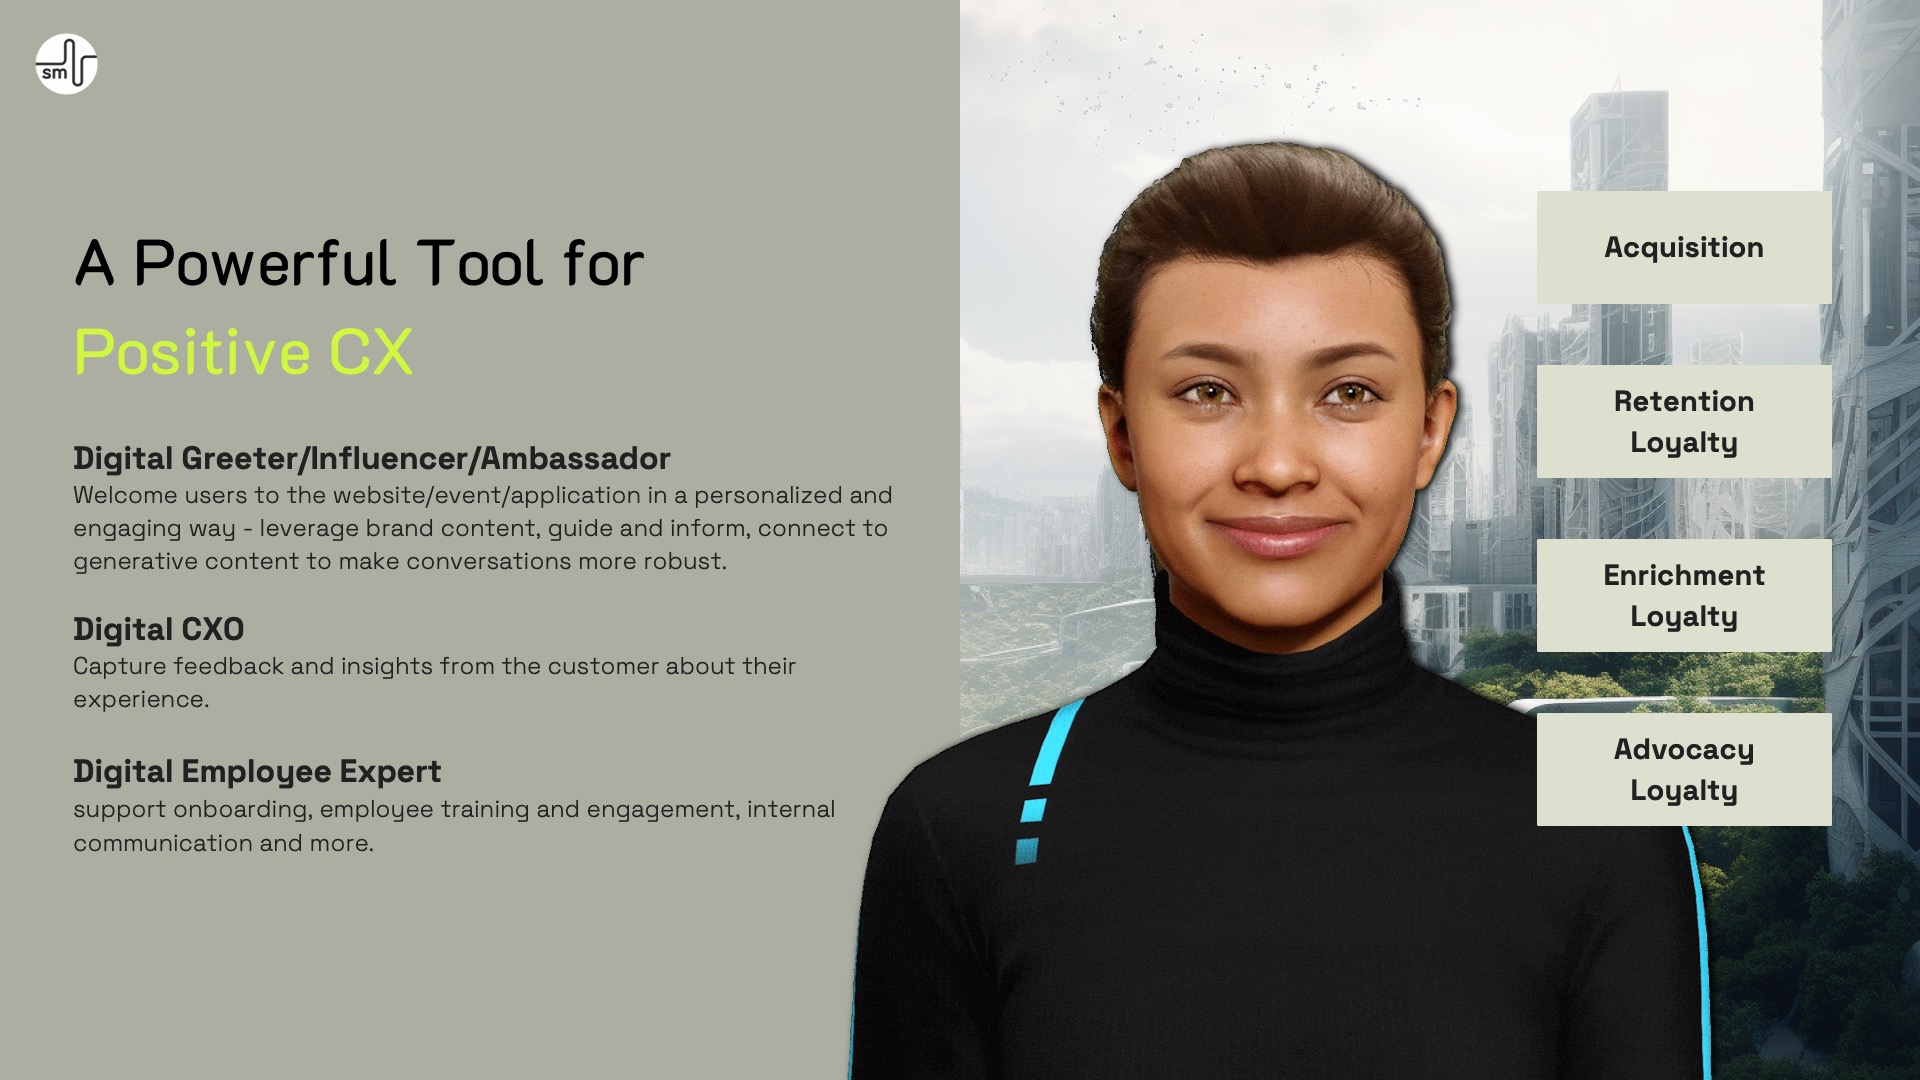 sm
A Powerful Tool for
Positive CX
Digital Greeter/Influencer/Ambassador
Welcome users to the website/event/application in a personalized and
engaging way - leverage brand content, guide and inform, connect to
generative content to make conversations more robust.
Digital CXO
Capture feedback and insights from the customer about their
experience.
Digital Employee Expert
support onboarding, employee training and engagement, internal
communication and more.
Acquisition
Retention
Loyalty
Enrichment
Loyalty
Advocacy
Loyalty